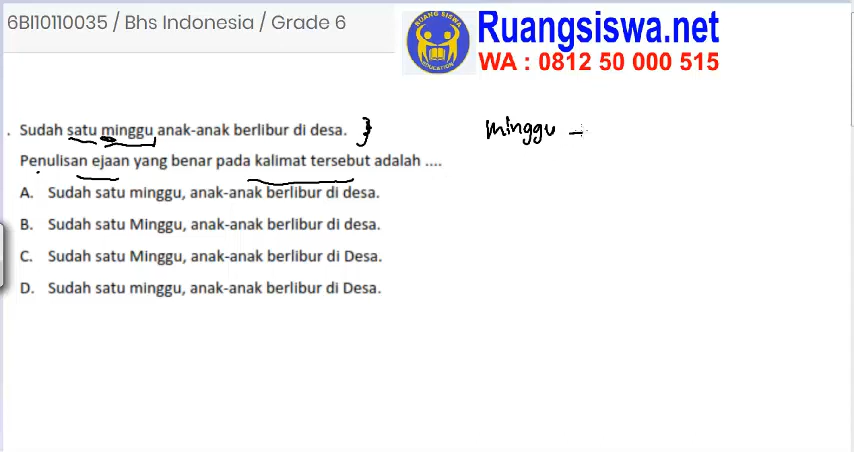 6BI10110035 / Bhs Indonesia / Grade 6
RUANG SISWA
EDUCATION
Ruangsiswa.net
WA : 0812 50 000 515
. Sudah satu minggu anak-anak berlibur di desa. }
minggu –
Penulisan ejaan yang benar pada kalimat tersebut adalah ....
A. Sudah satu minggu, anak-anak berlibur di desa.
B. Sudah satu Minggu, anak-anak berlibur di desa.
C. Sudah satu Minggu, anak-anak berlibur di Desa.
D. Sudah satu minggu, anak-anak berlibur di Desa.